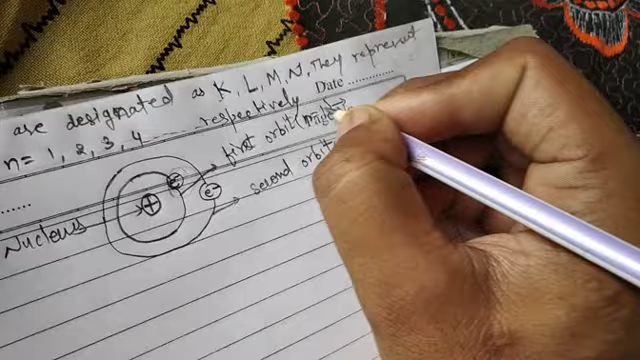 are designated as K, L, M, N, They represent
Date ..............
n= 1, 2, 3, 4 respectively
first orbit (n=
e-
e-
second orbit
+
Nucleus